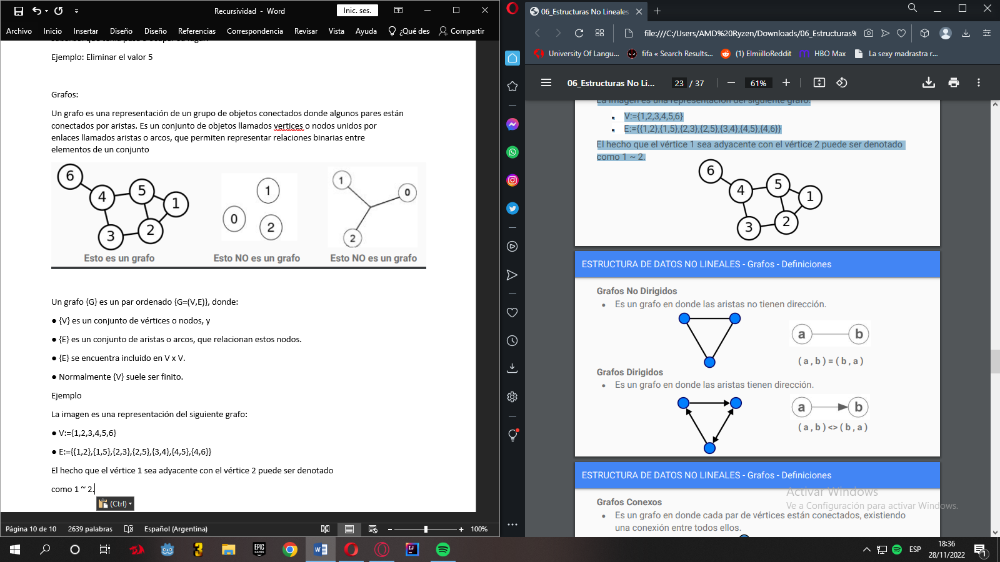 Recursividad - Word
Inic. ses.
Archivo Inicio Insertar Diseño Diseño Referencias Correspondencia Revisar Vista Ayuda ¿Qué des Compartir
Ejemplo: Eliminar el valor 5
Grafos:
Un grafo es una representación de un grupo de objetos conectados donde algunos pares están
conectados por aristas. Es un conjunto de objetos llamados vertices o nodos unidos por
enlaces llamados aristas o arcos, que permiten representar relaciones binarias entre
elementos de un conjunto
6
4
5
1
3
2
Esto es un grafo
1
0
2
Esto NO es un grafo
1
0
2
Esto NO es un grafo
Un grafo {G} es un par ordenado {G=(V,E)}, donde:
● {V} es un conjunto de vértices o nodos, y
● {E} es un conjunto de aristas o arcos, que relacionan estos nodos.
● {E} se encuentra incluido en V x V.
● Normalmente {V} suele ser finito.
Ejemplo
La imagen es una representación del siguiente grafo:
● V:={1,2,3,4,5,6}
● E:={{1,2},{1,5},{2,3},{2,5},{3,4},{4,5},{4,6}}
El hecho que el vértice 1 sea adyacente con el vértice 2 puede ser denotado
como 1 ~ 2.
(Ctrl)
Página 10 de 10 2639 palabras Español (Argentina) 100%
06_Estructuras No Lineales
file:///C:/Users/AMD%20Ryzen/Downloads/06_Estructuras%
University Of Langu... fifa « Search Results... (1) ElmilloReddit HBO Max La sexy madrastra r...
06_Estructuras No Li... 23 / 37 61%
La imagen es una representación del siguiente grafo:
• V:={1,2,3,4,5,6}
• E:={{1,2},{1,5},{2,3},{2,5},{3,4},{4,5},{4,6}}
El hecho que el vértice 1 sea adyacente con el vértice 2 puede ser denotado
como 1 ~ 2.
6
4
5
1
3
2
ESTRUCTURA DE DATOS NO LINEALES - Grafos - Definiciones
Grafos No Dirigidos
• Es un grafo en donde las aristas no tienen dirección.
a b
( a , b ) = ( b , a )
Grafos Dirigidos
• Es un grafo en donde las aristas tienen dirección.
a b
( a , b ) <> ( b , a )
ESTRUCTURA DE DATOS NO LINEALES - Grafos - Definiciones
Grafos Conexos
• Es un grafo en donde cada par de vértices están conectados, existiendo
una conexión entre todos ellos.
Activar Windows
Ve a Configuración para activar Windows.
3
EPIC
GAMES
W
IJ
ESP
18:36
28/11/2022
1